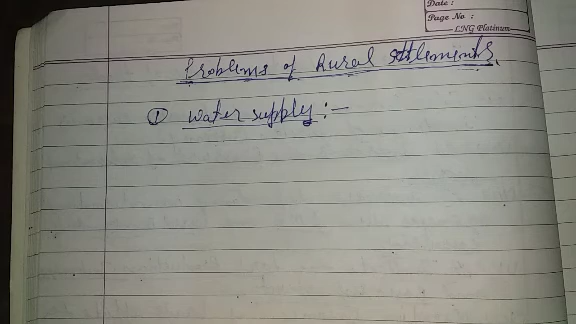 Date :
Page No :
LNG Platinum
Problems of Rural settlements.
① water supply :-